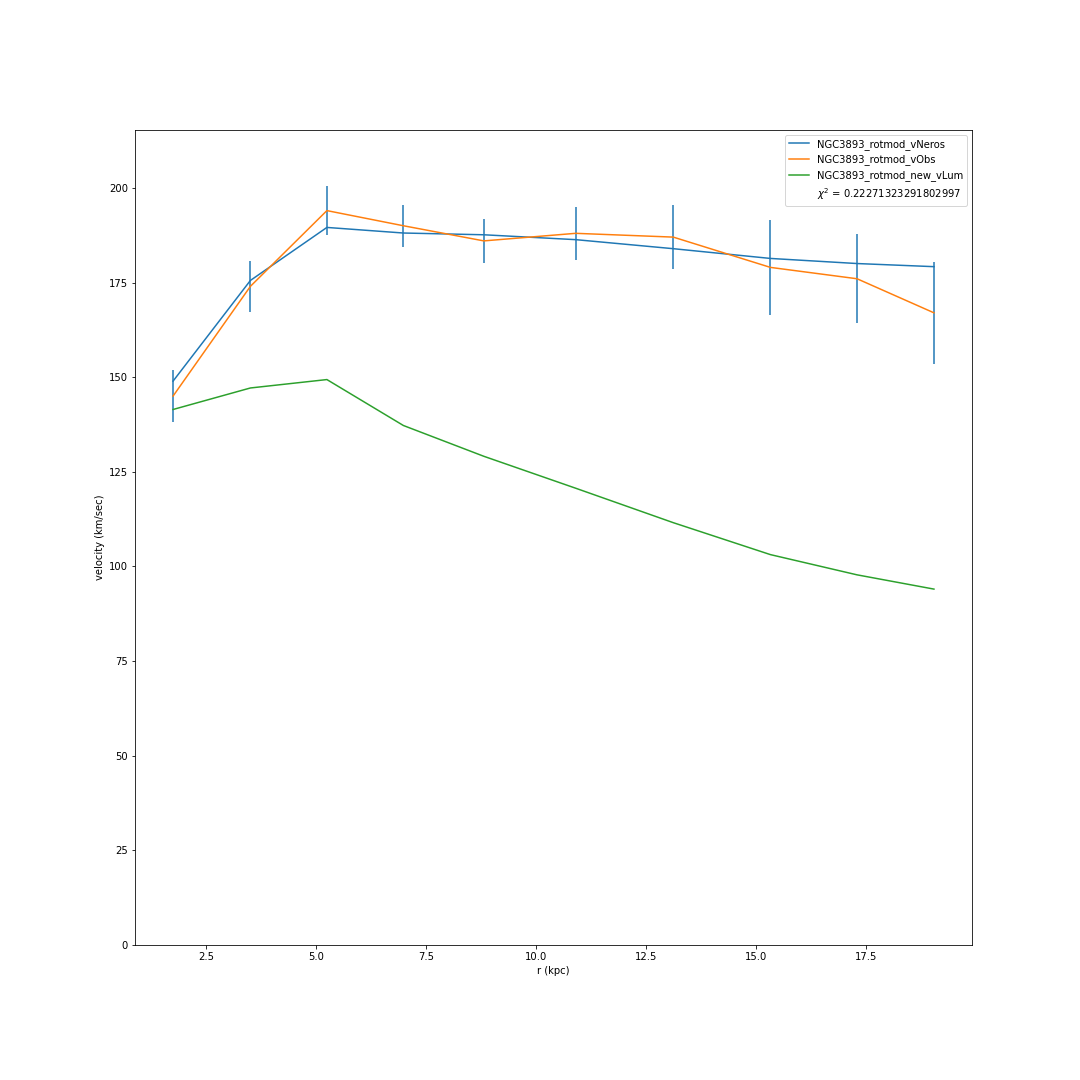 NGC3893_rotmod_vNeros
NGC3893_rotmod_vObs
NGC3893_rotmod_new_vLum
χ² = 0.22271323291802997
200
175
150
125
100
75
50
25
0
velocity (km/sec)
2.5 5.0 7.5 10.0 12.5 15.0 17.5
r (kpc)